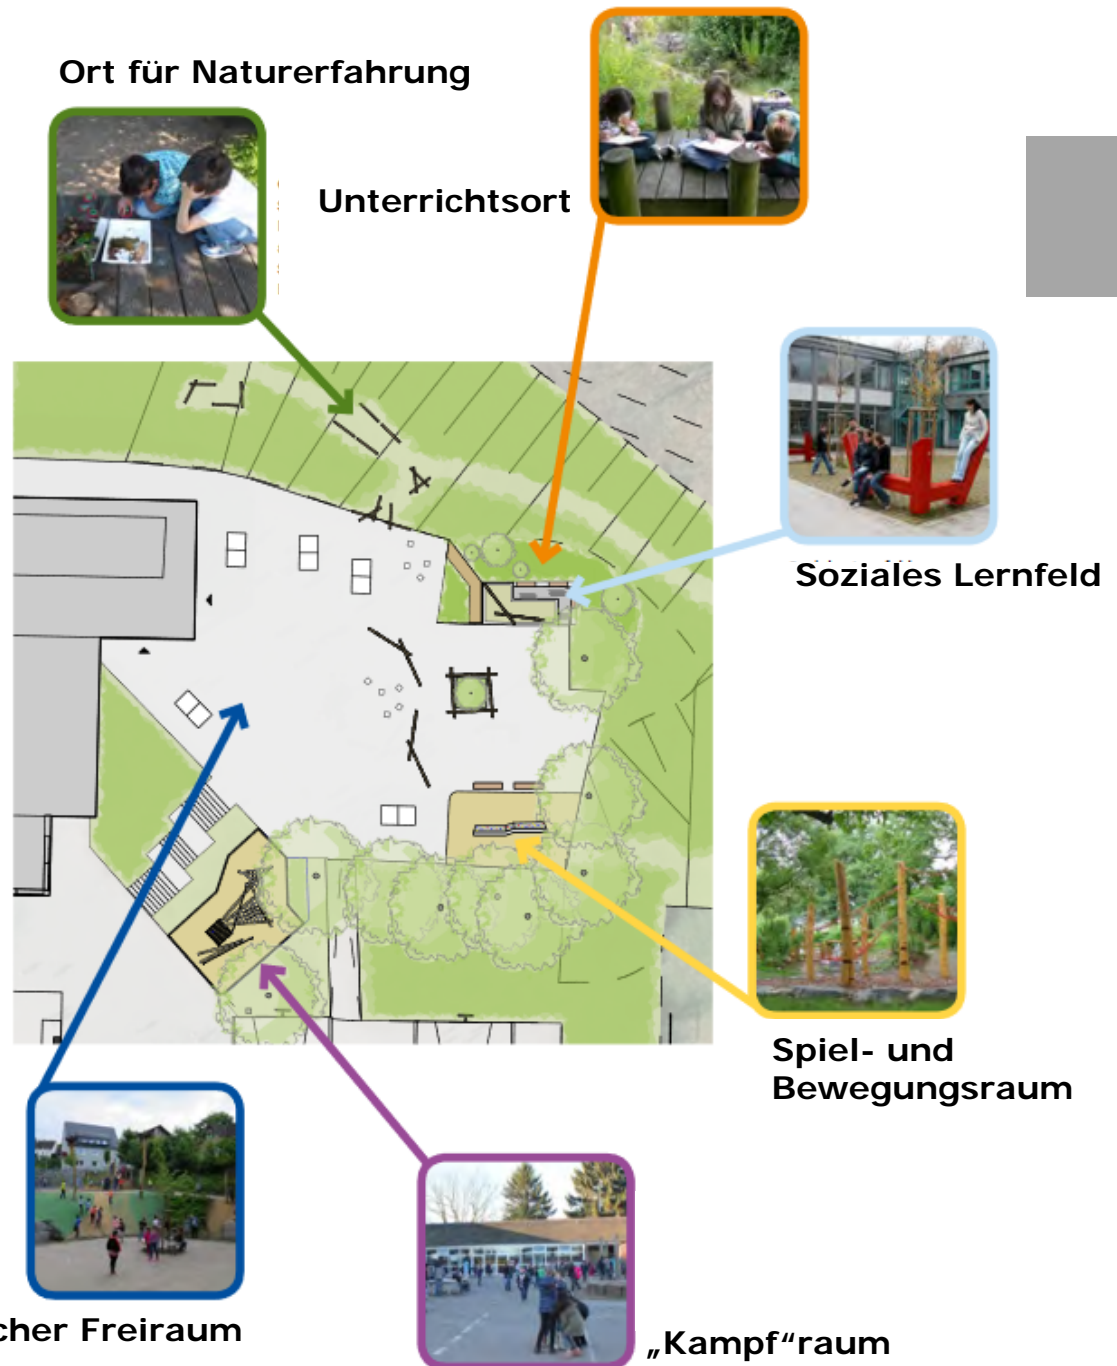 Ort für Naturerfahrung
Unterrichtsort
Soziales Lernfeld
Spiel- und
Bewegungsraum
cher Freiraum
„Kampf“raum